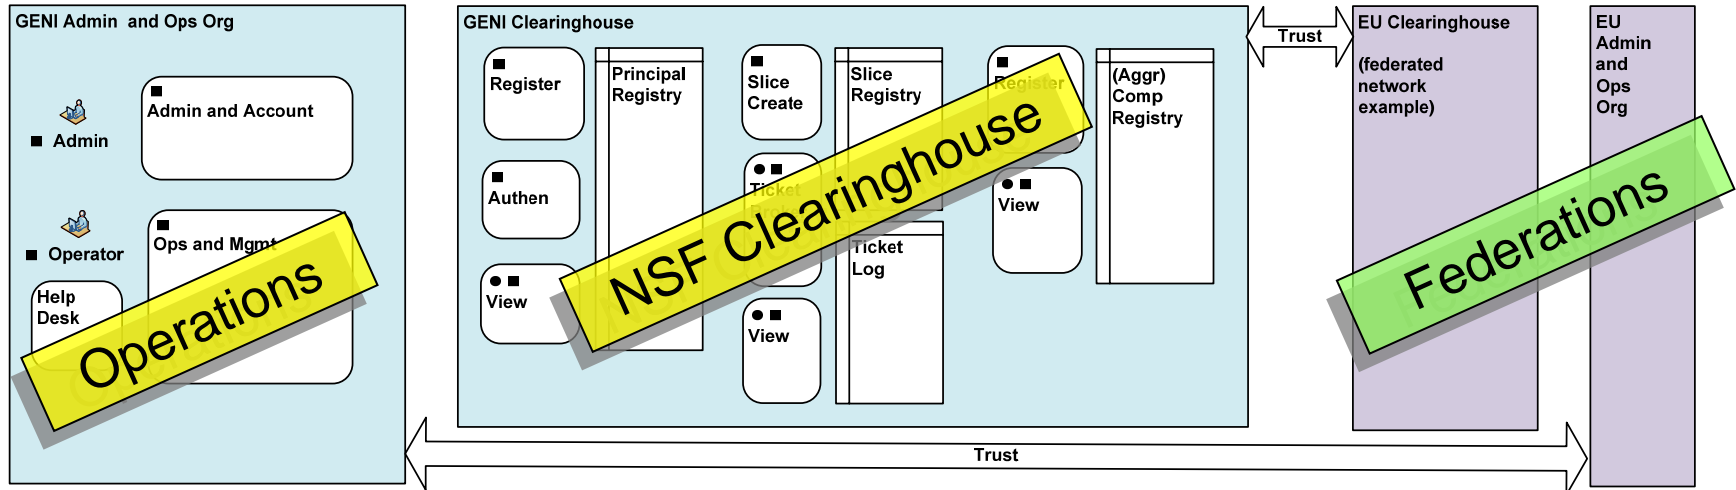 GENI Admin and Ops Org
Admin
Admin and Account
Operator
Ops and Mgmt
Help
Desk
Operations
GENI Clearinghouse
Register
Principal
Registry
Authen
View
Slice
Create
Slice
Registry
Ticket
View
Ticket
Log
Register
View
(Aggr)
Comp
Registry
NSF Clearinghouse
Trust
EU Clearinghouse
(federated
network
example)
EU
Admin
and
Ops
Org
Federations
Trust